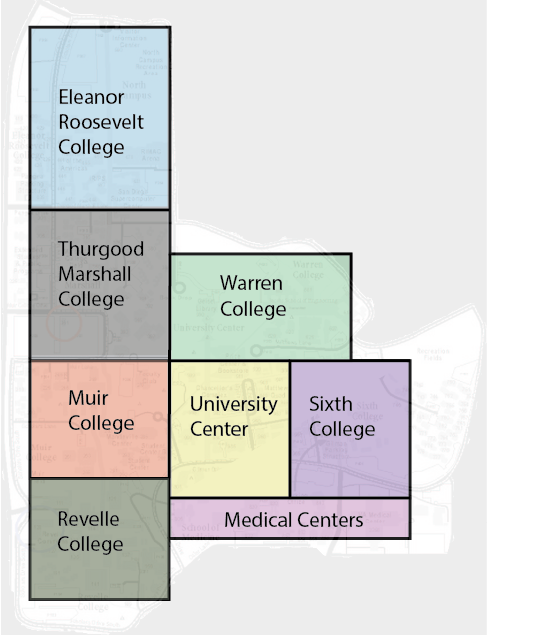 Eleanor
Roosevelt
College
Thurgood
Marshall
College
Warren
College
Muir
College
University
Center
Sixth
College
Revelle
College
Medical Centers